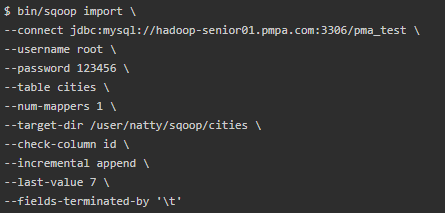 $ bin/sqoop import \
--connect jdbc:mysql://hadoop-senior01.pmpa.com:3306/pma_test \
--username root \
--password 123456 \
--table cities \
--num-mappers 1 \
--target-dir /user/natty/sqoop/cities \
--check-column id \
--incremental append \
--last-value 7 \
--fields-terminated-by '\t'